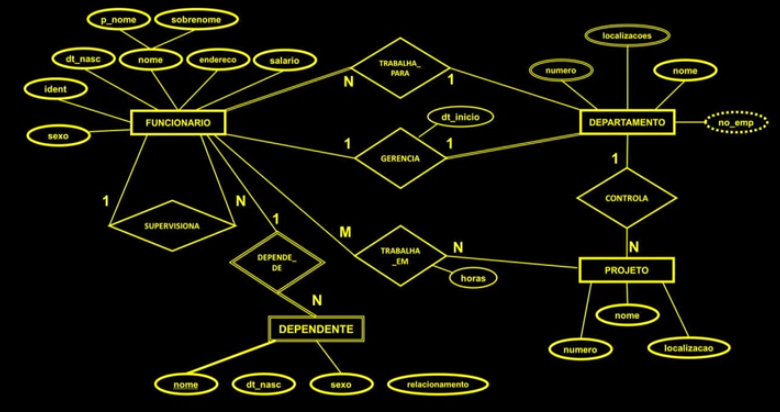 p_nome
sobrenome
localizacoes
dt_nasc
nome
endereco
salario
TRABALHA_
PARA
numero
nome
N
1
ident
FUNCIONARIO
dt_inicio
DEPARTAMENTO
no_emp
sexo
1
1
GERENCIA
1
1
N
CONTROLA
SUPERVISIONA
1
M
TRABALHA
_EM
N
N
DEPENDE_
DE
PROJETO
horas
N
nome
DEPENDENTE
numero
localizacao
nome
dt_nasc
sexo
relacionamento